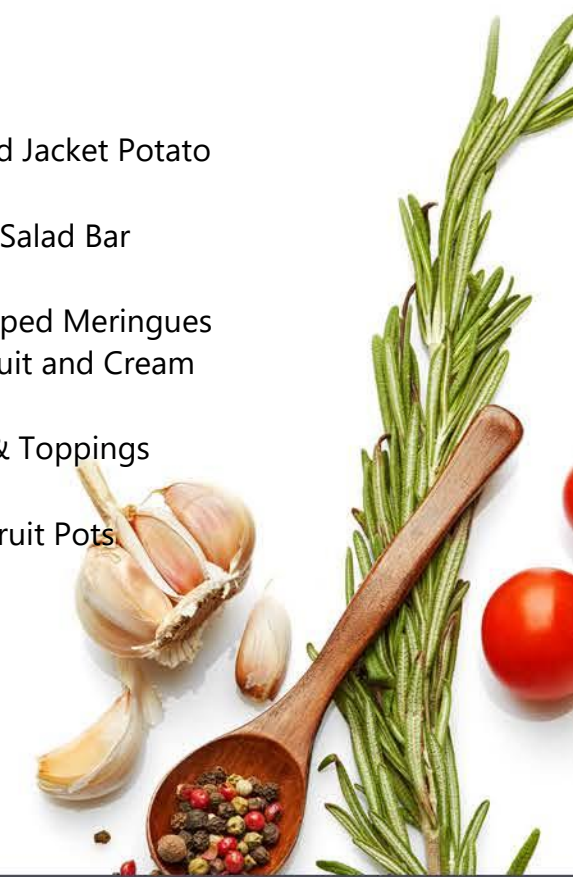 d Jacket Potato
Salad Bar
ped Meringues
uit and Cream
& Toppings
ruit Pots